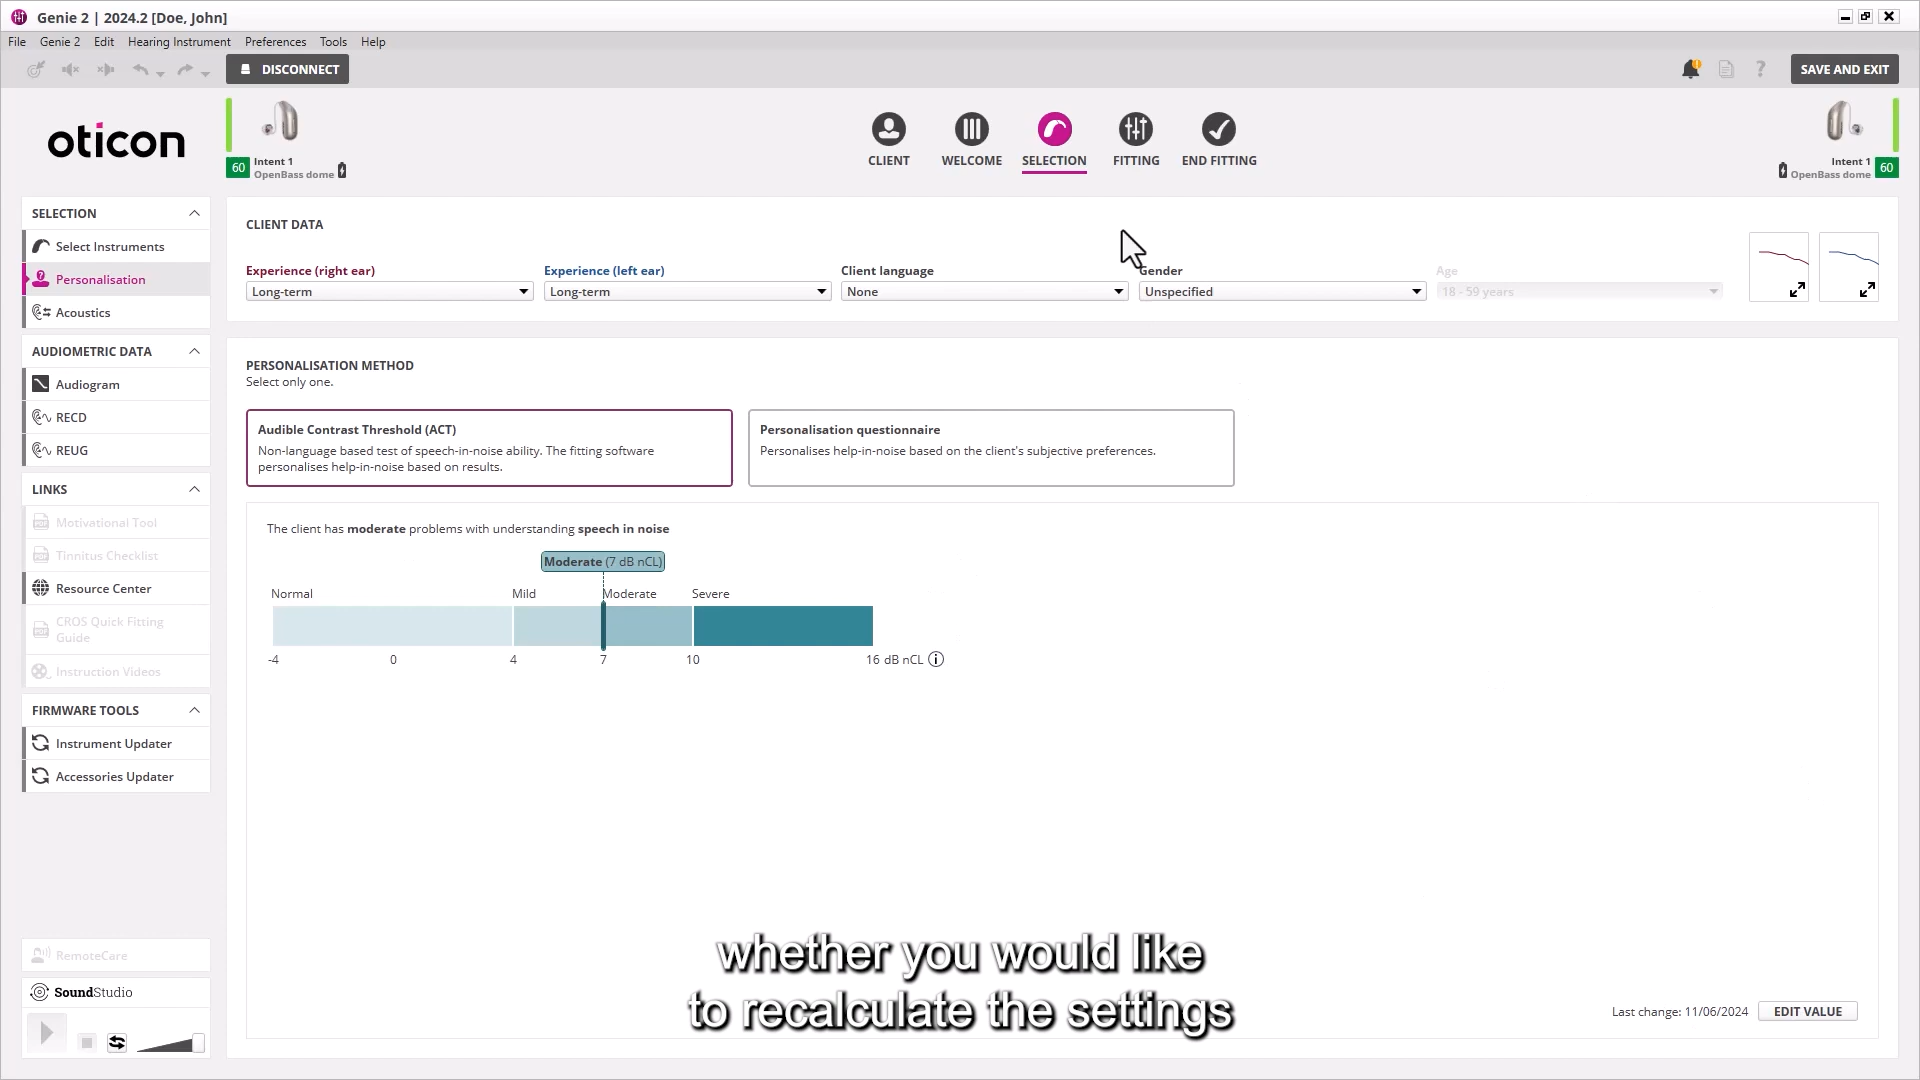 Genie 2 | 2024.2 [Doe, John]
File Genie 2 Edit Hearing Instrument Preferences Tools Help
DISCONNECT
SAVE AND EXIT
oticon
60 Intent 1
OpenBass dome
CLIENT WELCOME SELECTION FITTING END FITTING
Intent 1 60
OpenBass dome
SELECTION
Select Instruments
Personalisation
Acoustics
AUDIOMETRIC DATA
Audiogram
RECD
REUG
LINKS
Motivational Tool
Tinnitus Checklist
Resource Center
CROS Quick Fitting
Guide
Instruction Videos
FIRMWARE TOOLS
Instrument Updater
Accessories Updater
RemoteCare
SoundStudio
CLIENT DATA
Experience (right ear) Experience (left ear) Client language Gender Age
Long-term Long-term None Unspecified 18 - 59 years
PERSONALISATION METHOD
Select only one.
Audible Contrast Threshold (ACT)
Non-language based test of speech-in-noise ability. The fitting software
personalises help-in-noise based on results.
Personalisation questionnaire
Personalises help-in-noise based on the client's subjective preferences.
The client has moderate problems with understanding speech in noise
Moderate (7 dB nCL)
Normal Mild Moderate Severe
-4 0 4 7 10 16 dB nCL
Last change: 11/06/2024 EDIT VALUE
whether you would like
to recalculate the settings